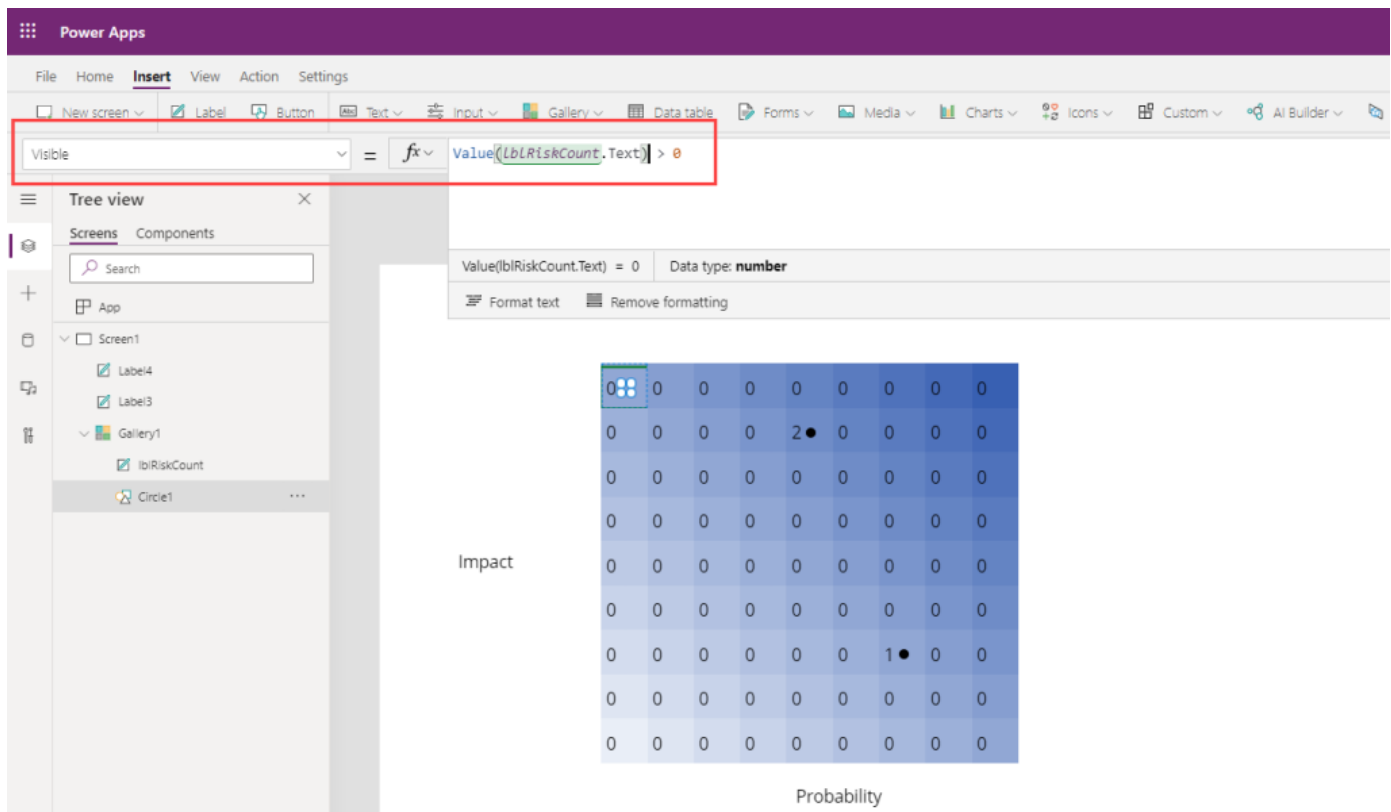 Power Apps
File Home Insert View Action Settings
New screen Label Button Abc Text Input Gallery Data table Forms Media Charts Icons Custom AI Builder
Visible = fx Value(lblRiskCount.Text) > 0
Tree view
Screens Components
Search
App
Screen1
Label4
Label3
Gallery1
lblRiskCount
Circle1 ...
Value(lblRiskCount.Text) = 0 Data type: number
Format text Remove formatting
0 0 0 0 0 0 0 0 0
0 0 0 0 2 0 0 0 0
0 0 0 0 0 0 0 0 0
0 0 0 0 0 0 0 0 0
Impact
0 0 0 0 0 0 0 0 0
0 0 0 0 0 0 0 0 0
0 0 0 0 0 0 1 0 0
0 0 0 0 0 0 0 0 0
0 0 0 0 0 0 0 0 0
Probability